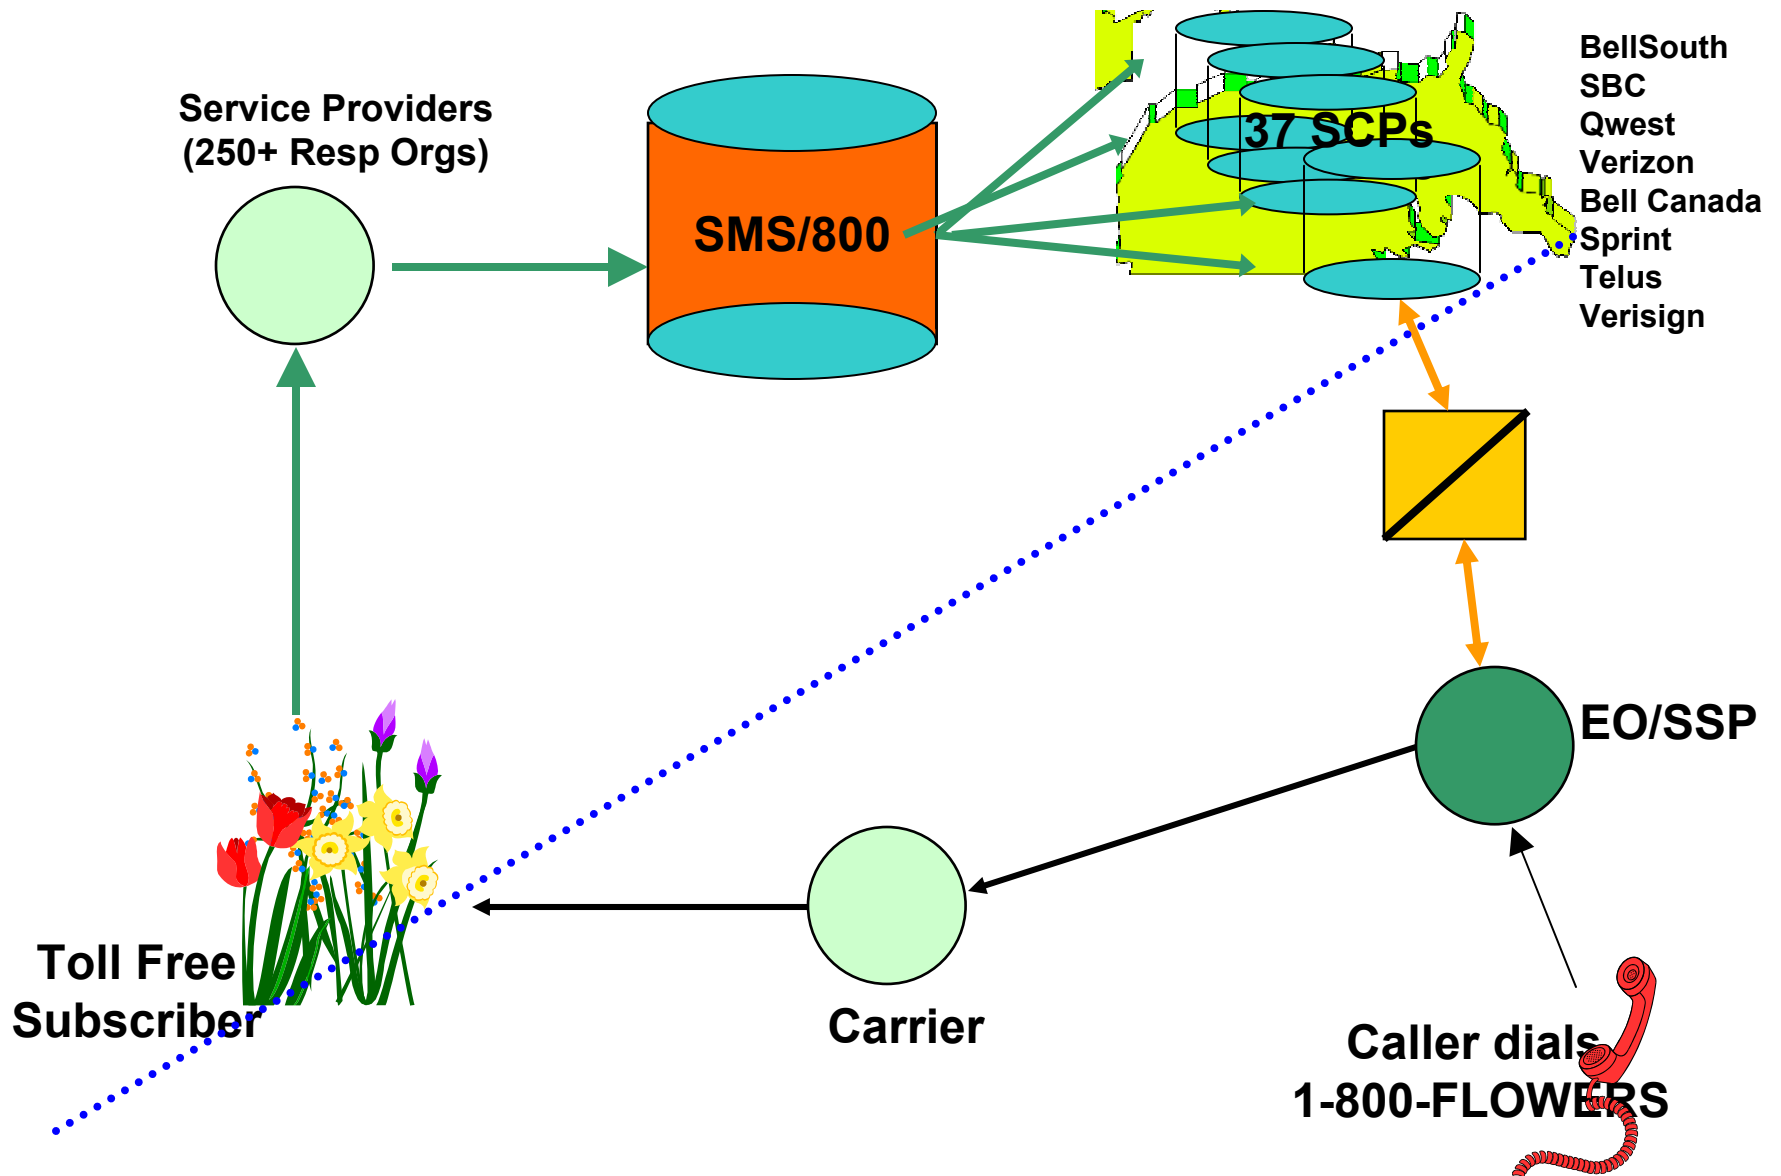 Service Providers
(250+ Resp Orgs)
SMS/800
37 SCPs
BellSouth
SBC
Qwest
Verizon
Bell Canada
Sprint
Telus
Verisign
EO/SSP
Toll Free
Subscriber
Carrier
Caller dials
1-800-FLOWERS